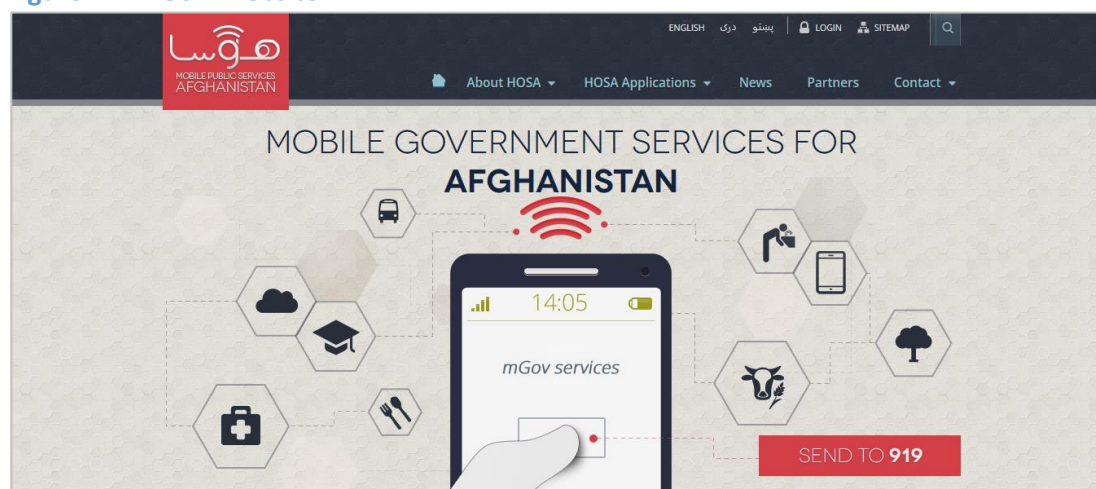 ENGLISH دری پښتو LOGIN SITEMAP
هوسا
MOBILE PUBLIC SERVICES
AFGHANISTAN
About HOSA HOSA Applications News Partners Contact
MOBILE GOVERNMENT SERVICES FOR
AFGHANISTAN
14:05
mGov services
SEND TO 919